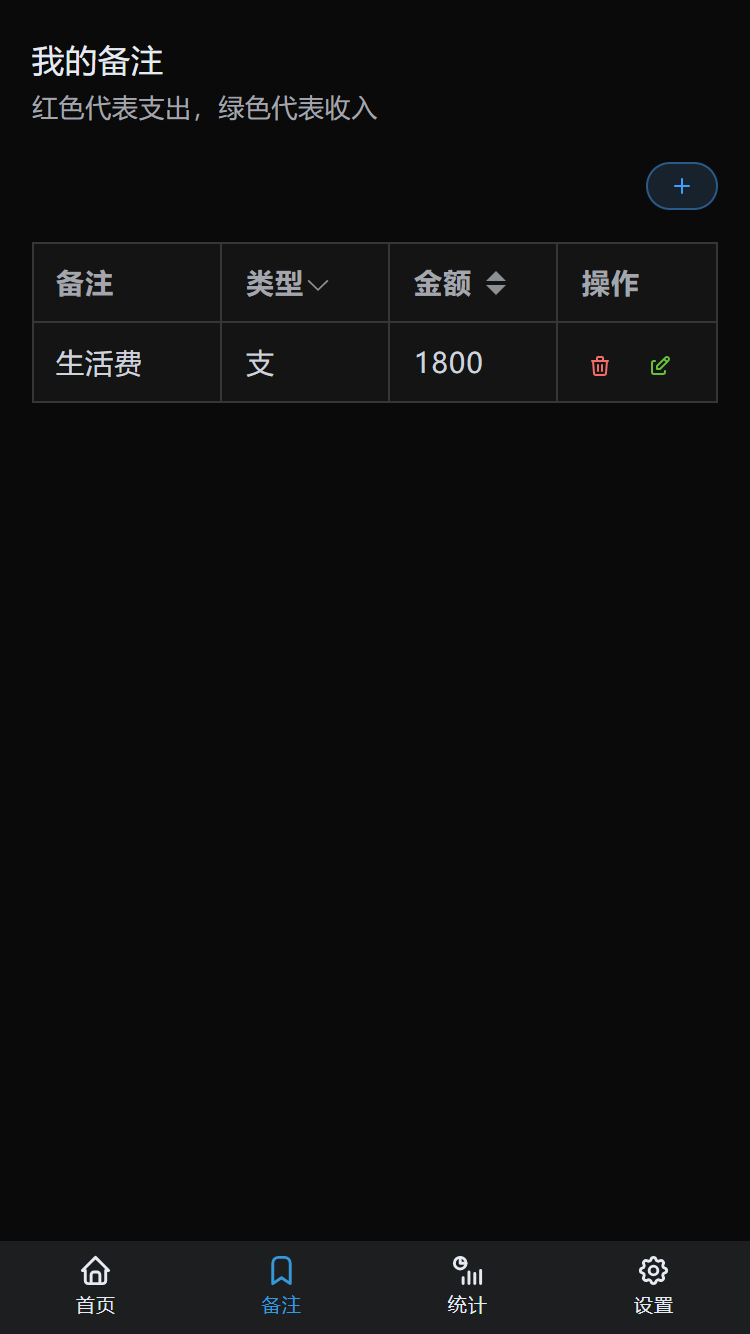 我的备注
红色代表支出，绿色代表收入
备注 类型 金额 操作
生活费 支 1800
首页 备注 统计 设置